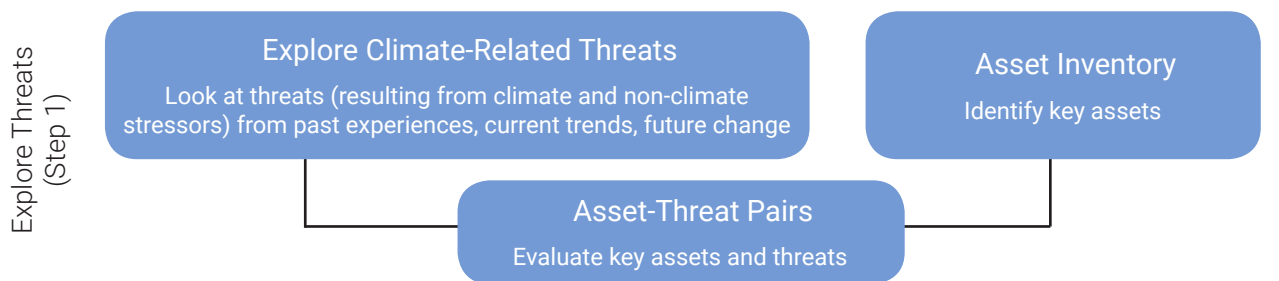 Explore Threats
(Step 1)
Explore Climate-Related Threats
Look at threats (resulting from climate and non-climate
stressors) from past experiences, current trends, future change
Asset Inventory
Identify key assets
Asset-Threat Pairs
Evaluate key assets and threats